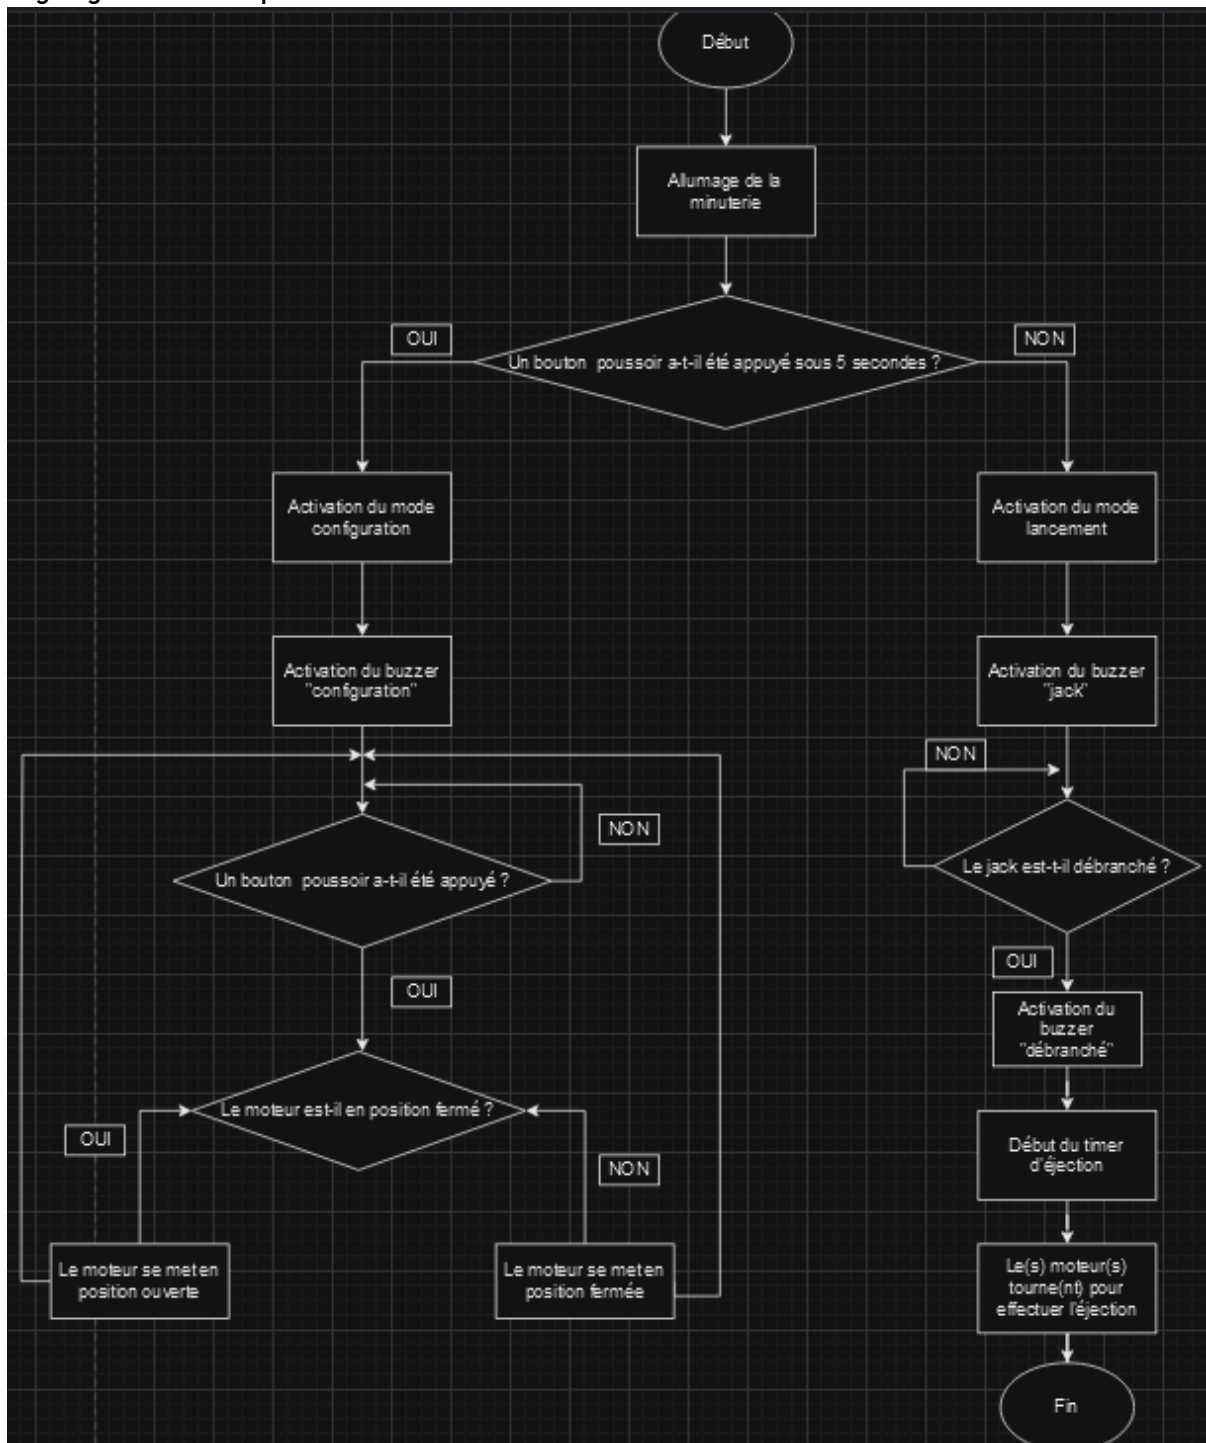 Début
Allumage de la
minuterie
OUI
NON
Un bouton poussoir a-t-il été appuyé sous 5 secondes ?
Activation du mode
configuration
Activation du mode
lancement
Activation du buzzer
"configuration"
Activation du buzzer
"jack"
NON
NON
Un bouton poussoir a-t-il été appuyé ?
Le jack est-t-il débranché ?
OUI
OUI
Activation du
buzzer
"débranché"
Le moteur est-il en position fermé ?
OUI
NON
Début du timer
d'éjection
Le moteur se met en
position ouverte
Le moteur se met en
position fermée
Le(s) moteur(s)
tourne(nt) pour
effectuer l'éjection
Fin